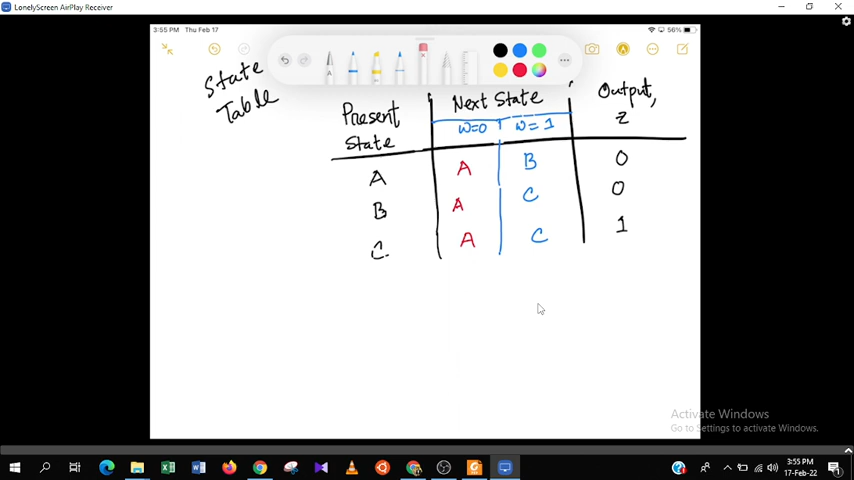 LonelyScreen AirPlay Receiver
3:55 PM Thu Feb 17
56%
State
Table
Present
State
Next State
w=0 w=1
Output,
z
A A B 0
B A C 0
C A C 1
Activate Windows
Go to Settings to activate Windows.
3:55 PM
17-Feb-22